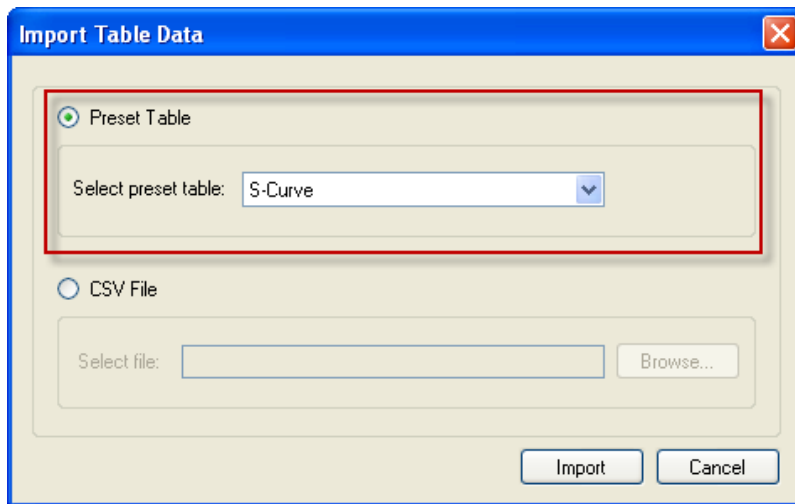 Import Table Data
Preset Table
Select preset table: S-Curve
CSV File
Select file: Browse...
Import Cancel